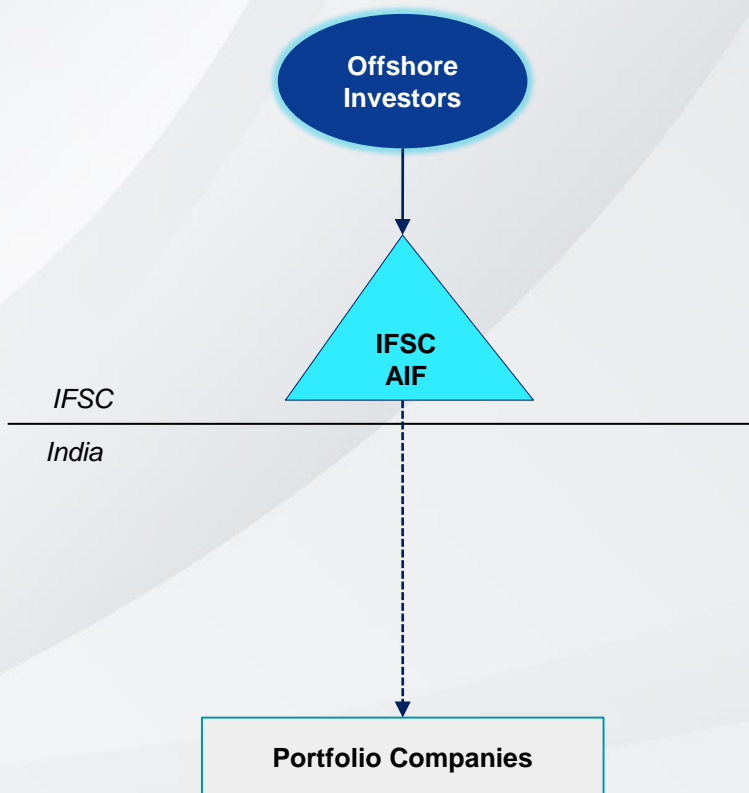 Offshore
Investors
IFSC
AIF
IFSC
India
Portfolio Companies